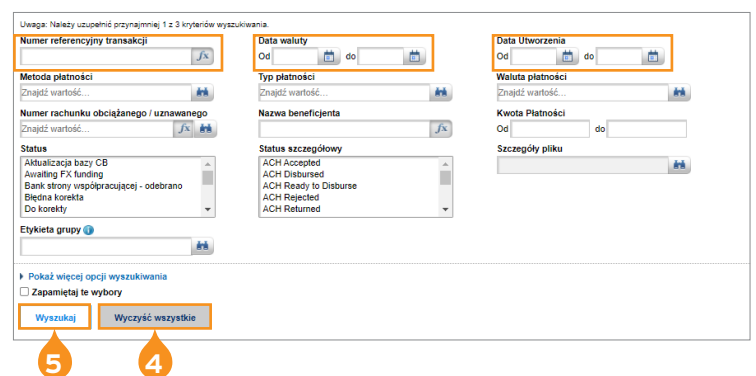 Uwaga: Należy uzupełnić przynajmniej 1 z 3 kryteriów wyszukiwania.
Numer referencyjny transakcji
fx
Data waluty
Od do
Data Utworzenia
Od do
Metoda płatności
Znajdź wartość...
Typ płatności
Znajdź wartość...
Waluta płatności
Znajdź wartość...
Numer rachunku obciążanego / uznawanego
Znajdź wartość... fx
Nazwa beneficjenta
fx
Kwota Płatności
Od do
Status
Aktualizacja bazy CB
Awaiting FX funding
Bank strony współpracującej - odebrano
Błędna korekta
Do korekty
Status szczegółowy
ACH Accepted
ACH Disbursed
ACH Ready to Disburse
ACH Rejected
ACH Returned
Szczegóły pliku
Etykieta grupy i
Pokaż więcej opcji wyszukiwania
Zapamiętaj te wybory
Wyszukaj Wyczyść wszystkie
5 4